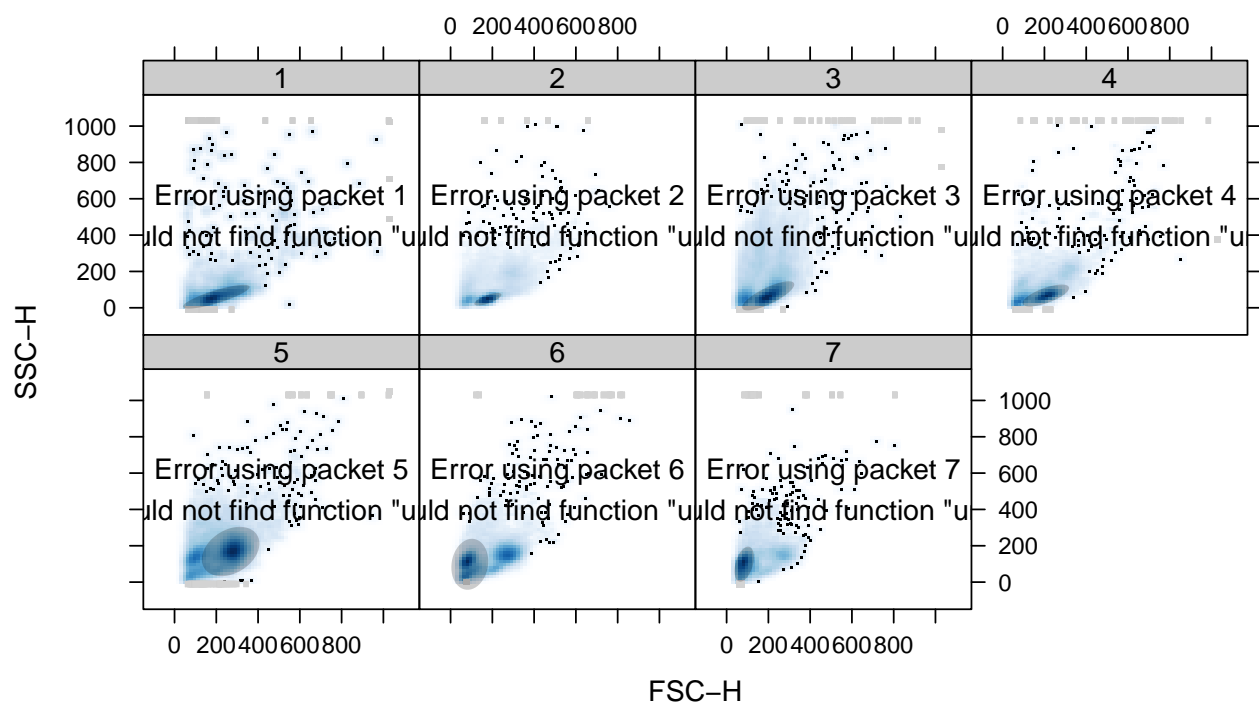 0 200 400 600 800 0 200 400 600 800
1 2 3 4
1000
800
600
400
200
0
Error using packet 1 Error using packet 2 Error using packet 3 Error using packet 4
uld not find function "u uld not find function "u uld not find function "u uld not find function "u
SSC−H
5 6 7
1000
800
600
400
200
0
Error using packet 5 Error using packet 6 Error using packet 7
uld not find function "u uld not find function "u uld not find function "u
0 200 400 600 800 0 200 400 600 800
FSC−H